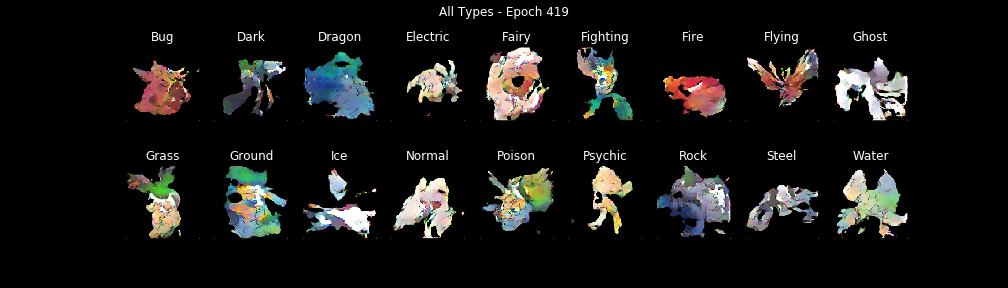 All Types - Epoch 419
Bug Dark Dragon Electric Fairy Fighting Fire Flying Ghost
Grass Ground Ice Normal Poison Psychic Rock Steel Water